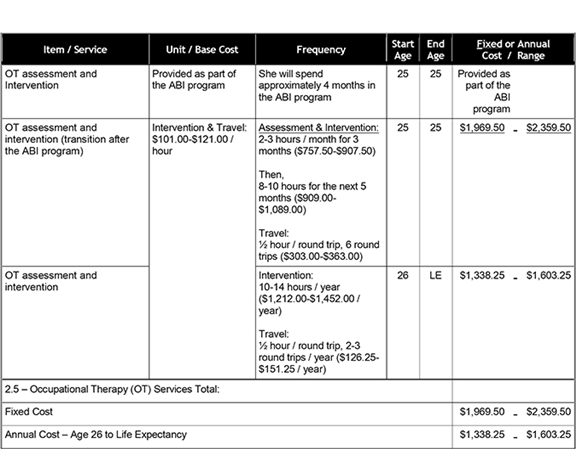 Item / Service
Unit / Base Cost
Frequency
Start
Age
End
Age
Fixed or Annual
Cost / Range
OT assessment and
Intervention
Provided as part of
the ABI program
She will spend
approximately 4 months in
the ABI program
25
25
Provided as
part of the
ABI
program
OT assessment and
intervention (transition after
the ABI program)
Intervention & Travel:
$101.00-$121.00 /
hour
Assessment & Intervention:
2-3 hours / month for 3
months ($757.50-$907.50)
Then,
8-10 hours for the next 5
months ($909.00-
$1,089.00)
Travel:
½ hour / round trip, 6 round
trips ($303.00-$363.00)
25
25
$1,969.50 - $2,359.50
OT assessment and
intervention
Intervention:
10-14 hours / year
($1,212.00-$1,452.00 /
year)
Travel:
½ hour / round trip, 2-3
round trips / year ($126.25-
$151.25 / year)
26
LE
$1,338.25 - $1,603.25
2.5 – Occupational Therapy (OT) Services Total:
Fixed Cost $1,969.50 - $2,359.50
Annual Cost – Age 26 to Life Expectancy $1,338.25 - $1,603.25